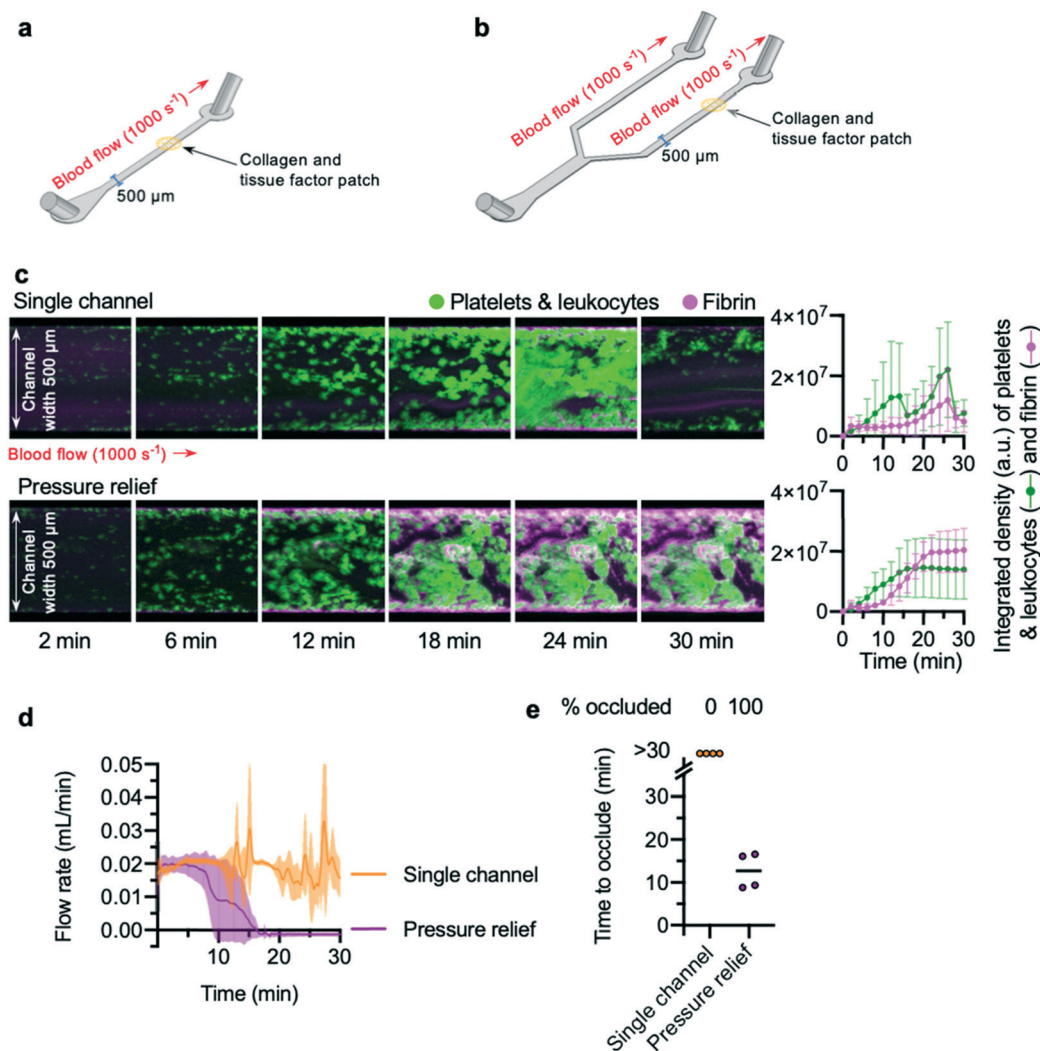 a
Blood flow (1000 s⁻¹) →
500 µm
Collagen and
tissue factor patch
b
Blood flow (1000 s⁻¹) →
Blood flow (1000 s⁻¹) →
500 µm
Collagen and
tissue factor patch
c
Single channel
Platelets & leukocytes
Fibrin
Channel
width 500 µm
Blood flow (1000 s⁻¹) →
Pressure relief
Channel
width 500 µm
2 min
6 min
12 min
18 min
24 min
30 min
4×10⁷
2×10⁷
0
0 10 20 30
4×10⁷
2×10⁷
0
0 10 20 30
Time (min)
Integrated density (a.u.) of platelets
& leukocytes ( ) and fibrin ( )
d
Flow rate (mL/min)
0.05
0.04
0.03
0.02
0.01
0.00
10 20 30
Time (min)
Single channel
Pressure relief
e
% occluded 0 100
Time to occlude (min)
>30
30
20
10
0
Single channel
Pressure relief